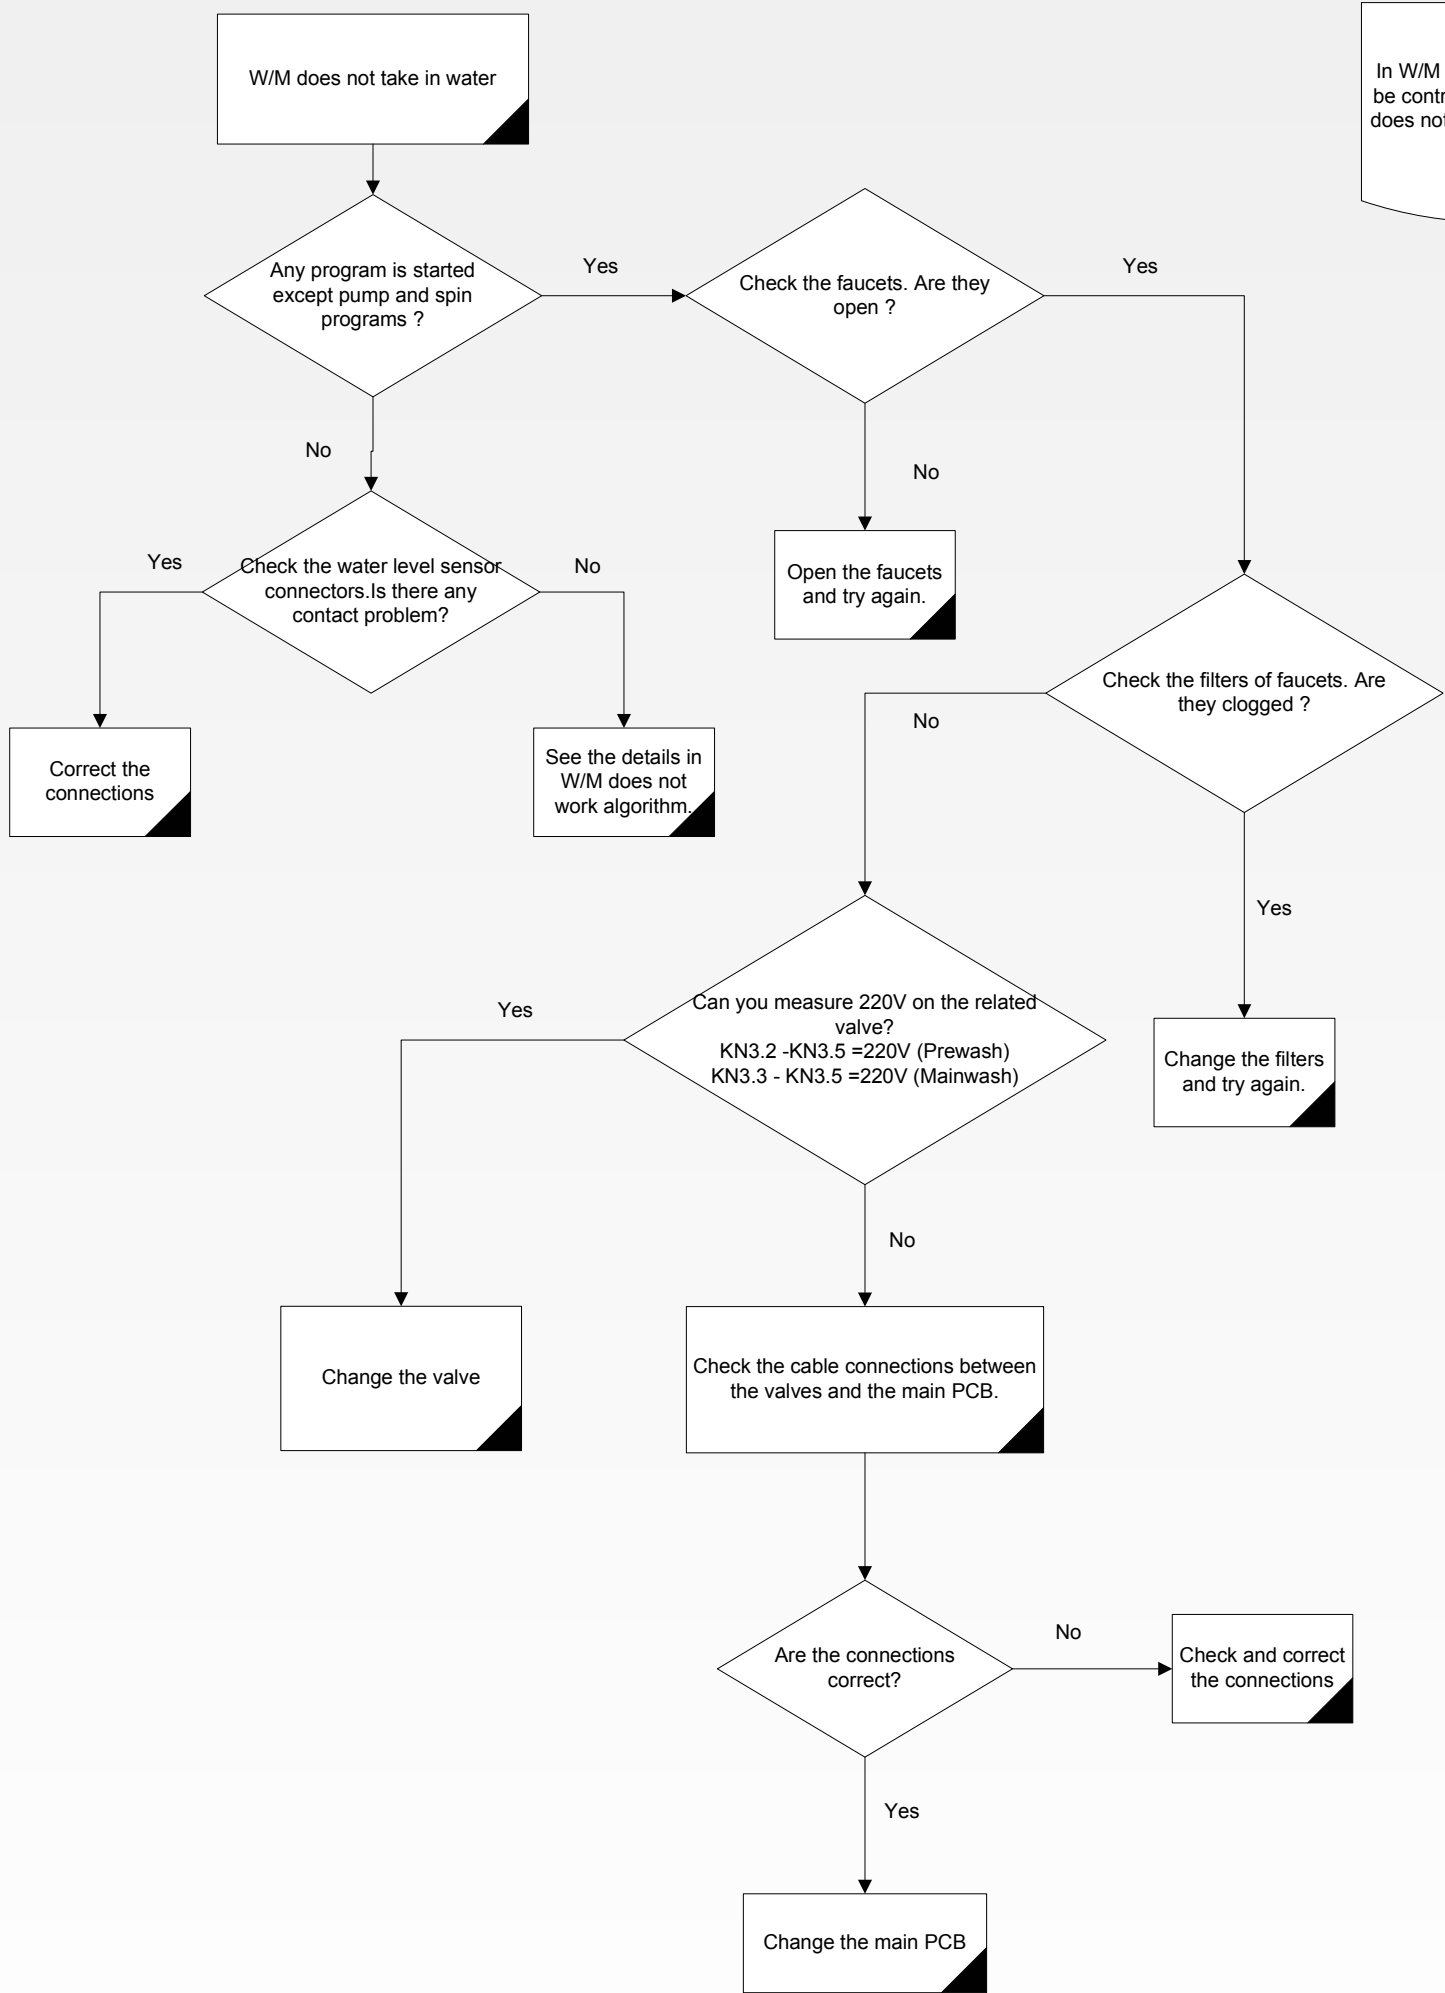 W/M does not take in water
In W/M
be contr
does not
Any program is started
except pump and spin
programs ?
Yes
Check the faucets. Are they
open ?
Yes
No
No
Check the water level sensor
connectors.Is there any
contact problem?
Yes
No
Open the faucets
and try again.
Check the filters of faucets. Are
they clogged ?
No
Correct the
connections
See the details in
W/M does not
work algorithm.
Yes
Can you measure 220V on the related
valve?
KN3.2 -KN3.5 =220V (Prewash)
KN3.3 - KN3.5 =220V (Mainwash)
Yes
Change the filters
and try again.
No
Change the valve
Check the cable connections between
the valves and the main PCB.
Are the connections
correct?
No
Check and correct
the connections
Yes
Change the main PCB